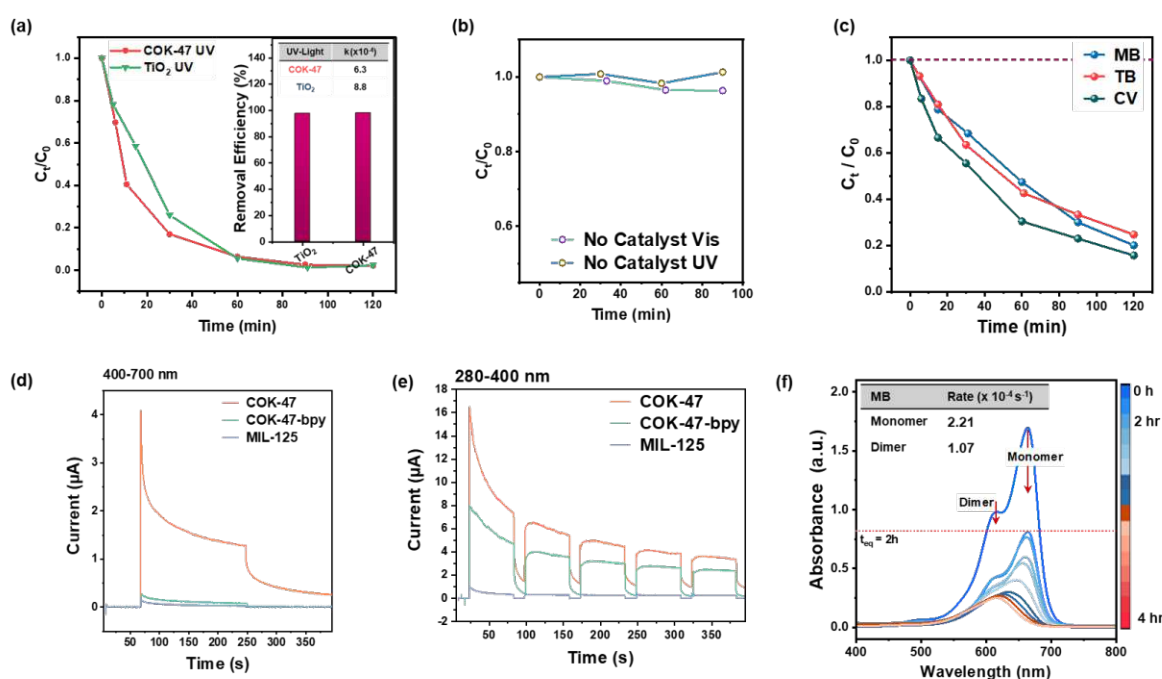 (a)
COK-47 UV
TiO₂ UV
1.0
0.8
0.6
0.4
0.2
0.0
Cₜ/C₀
0 20 40 60 80 100 120
Time (min)
140
120
100
80
60
40
20
0
Removal Efficiency (%)
UV-Light k(x10⁻⁴)
COK-47 6.3
TiO₂ 8.8
TiO₂ COK-47
(b)
1.0
0.8
0.6
Cₜ/C₀
No Catalyst Vis
No Catalyst UV
0 20 40 60 80 100
Time (min)
(c)
MB
TB
CV
1.0
0.8
0.6
0.4
0.2
0.0
Cₜ / C₀
0 20 40 60 80 100 120
Time (min)
(d)
400-700 nm
COK-47
COK-47-bpy
MIL-125
4
3
2
1
0
Current (µA)
50 100 150 200 250 300 350
Time (s)
(e)
280-400 nm
COK-47
COK-47-bpy
MIL-125
18
16
14
12
10
8
6
4
2
0
-2
Current (µA)
50 100 150 200 250 300 350
Time (s)
(f)
MB Rate (x 10⁻⁴ s⁻¹)
Monomer 2.21
Dimer 1.07
Monomer
Dimer
t_eq = 2h
2.0
1.5
1.0
0.5
0.0
Absorbance (a.u.)
400 500 600 700 800
Wavelength (nm)
0 h
2 hr
4 hr